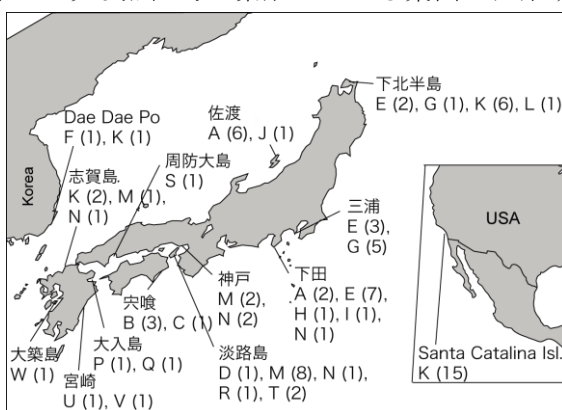 下北半島
E (2), G (1), K (6), L (1)
Dae Dae Po
F (1), K (1)
佐渡
A (6), J (1)
志賀島
K (2), M (1),
N (1)
周防大島
S (1)
Korea
三浦
E (3),
G (5)
USA
神戸
M (2),
N (2)
下田
A (2), E (7),
H (1), I (1),
N (1)
宍喰
B (3), C (1)
大築島
W (1)
大入島
P (1), Q (1)
淡路島
D (1), M (8), N (1),
R (1), T (2)
宮崎
U (1), V (1)
Santa Catalina Isl.
K (15)